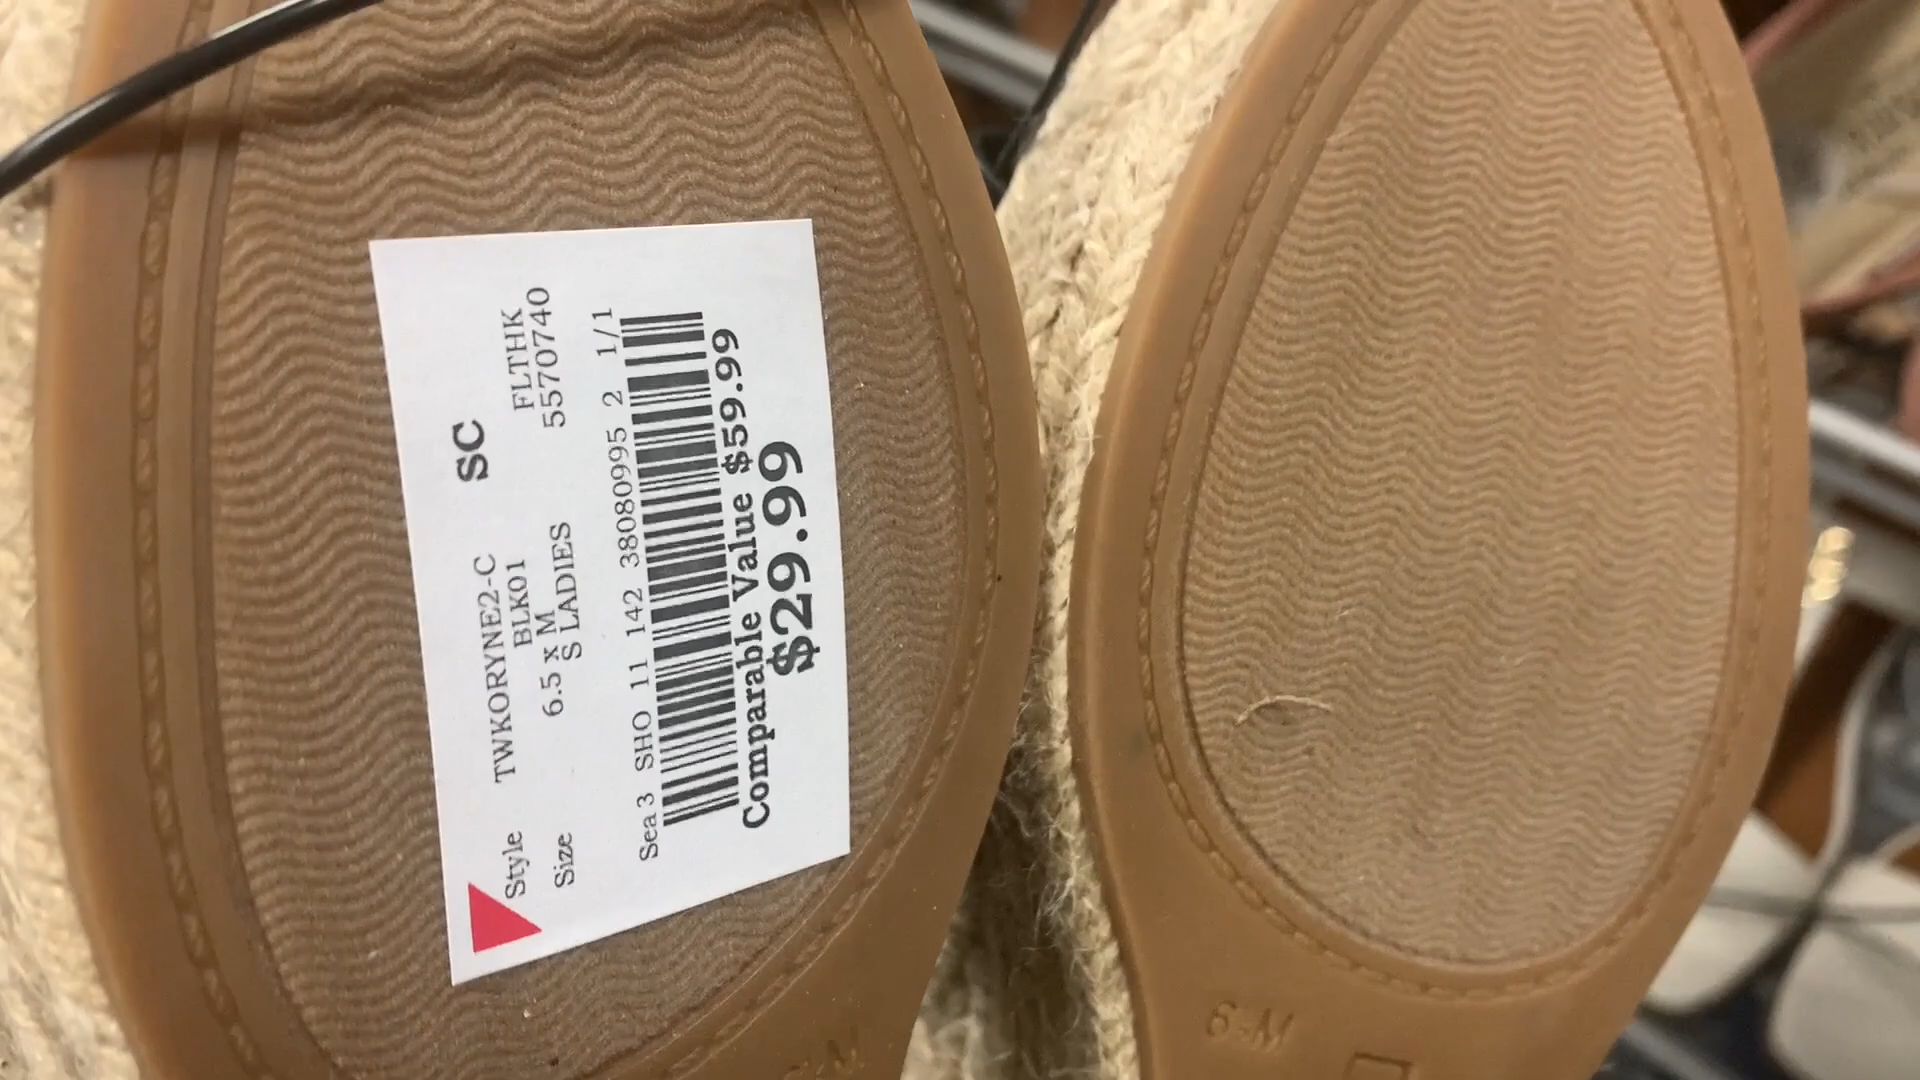 SC
Style TWKORYNE2-C FLTHK
BLK01 5570740
Size 6.5 x M
S LADIES
Sea 3 SHO 11 142 38080995 2 1/1
Comparable Value $59.99
$29.99